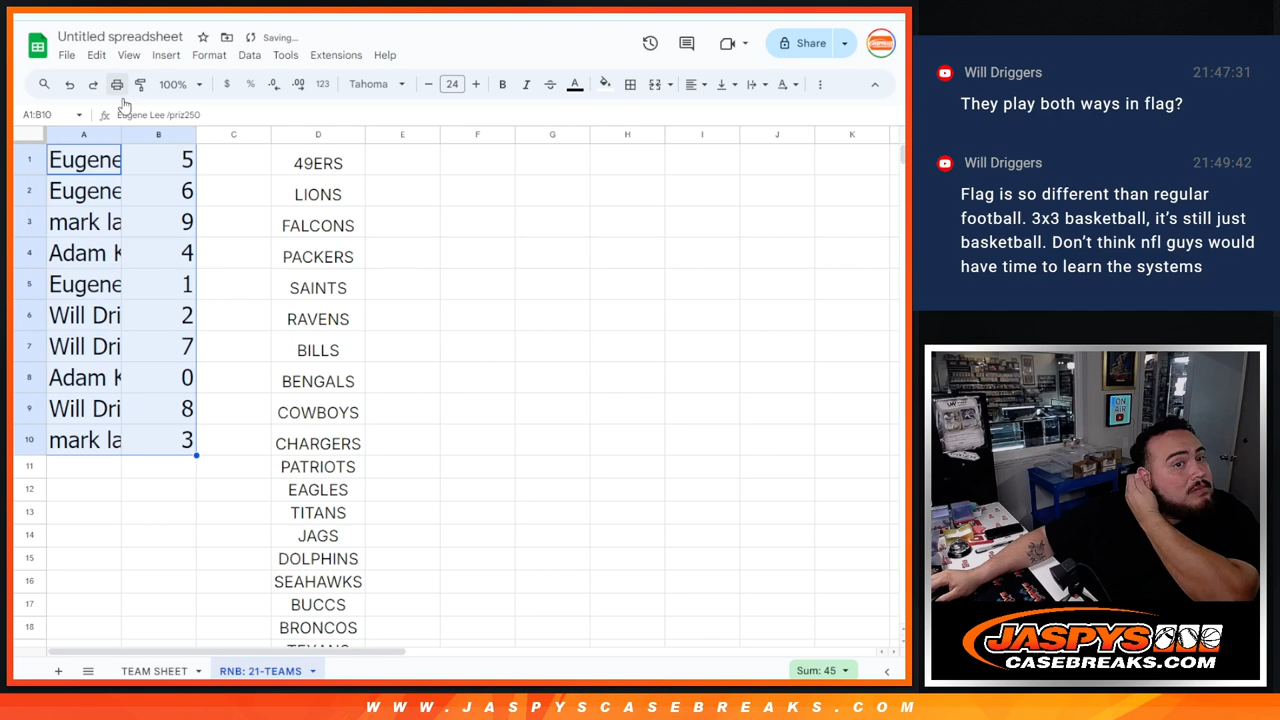 Untitled spreadsheet
Saving...
File Edit View Insert Format Data Tools Extensions Help
Share
100% $ % .0 .00 123 Tahoma 24 B I A
A1:B10 fx Eugene Lee /priz250
A B C D E F G H I J K
1 Eugene 5 49ERS
2 Eugene 6 LIONS
3 mark la 9 FALCONS
4 Adam K 4 PACKERS
5 Eugene 1 SAINTS
6 Will Dri 2 RAVENS
7 Will Dri 7 BILLS
8 Adam K 0 BENGALS
9 Will Dri 8 COWBOYS
10 mark la 3 CHARGERS
11 PATRIOTS
12 EAGLES
13 TITANS
14 JAGS
15 DOLPHINS
16 SEAHAWKS
17 BUCCS
18 BRONCOS
TEAM SHEET RNB: 21-TEAMS Sum: 45
Will Driggers 21:47:31
They play both ways in flag?
Will Driggers 21:49:42
Flag is so different than regular
football. 3x3 basketball, it's still just
basketball. Don't think nfl guys would
have time to learn the systems
ON
AIR
JASPYS
CASEBREAKS.COM
WWW.JASPYSCASEBREAKS.COM